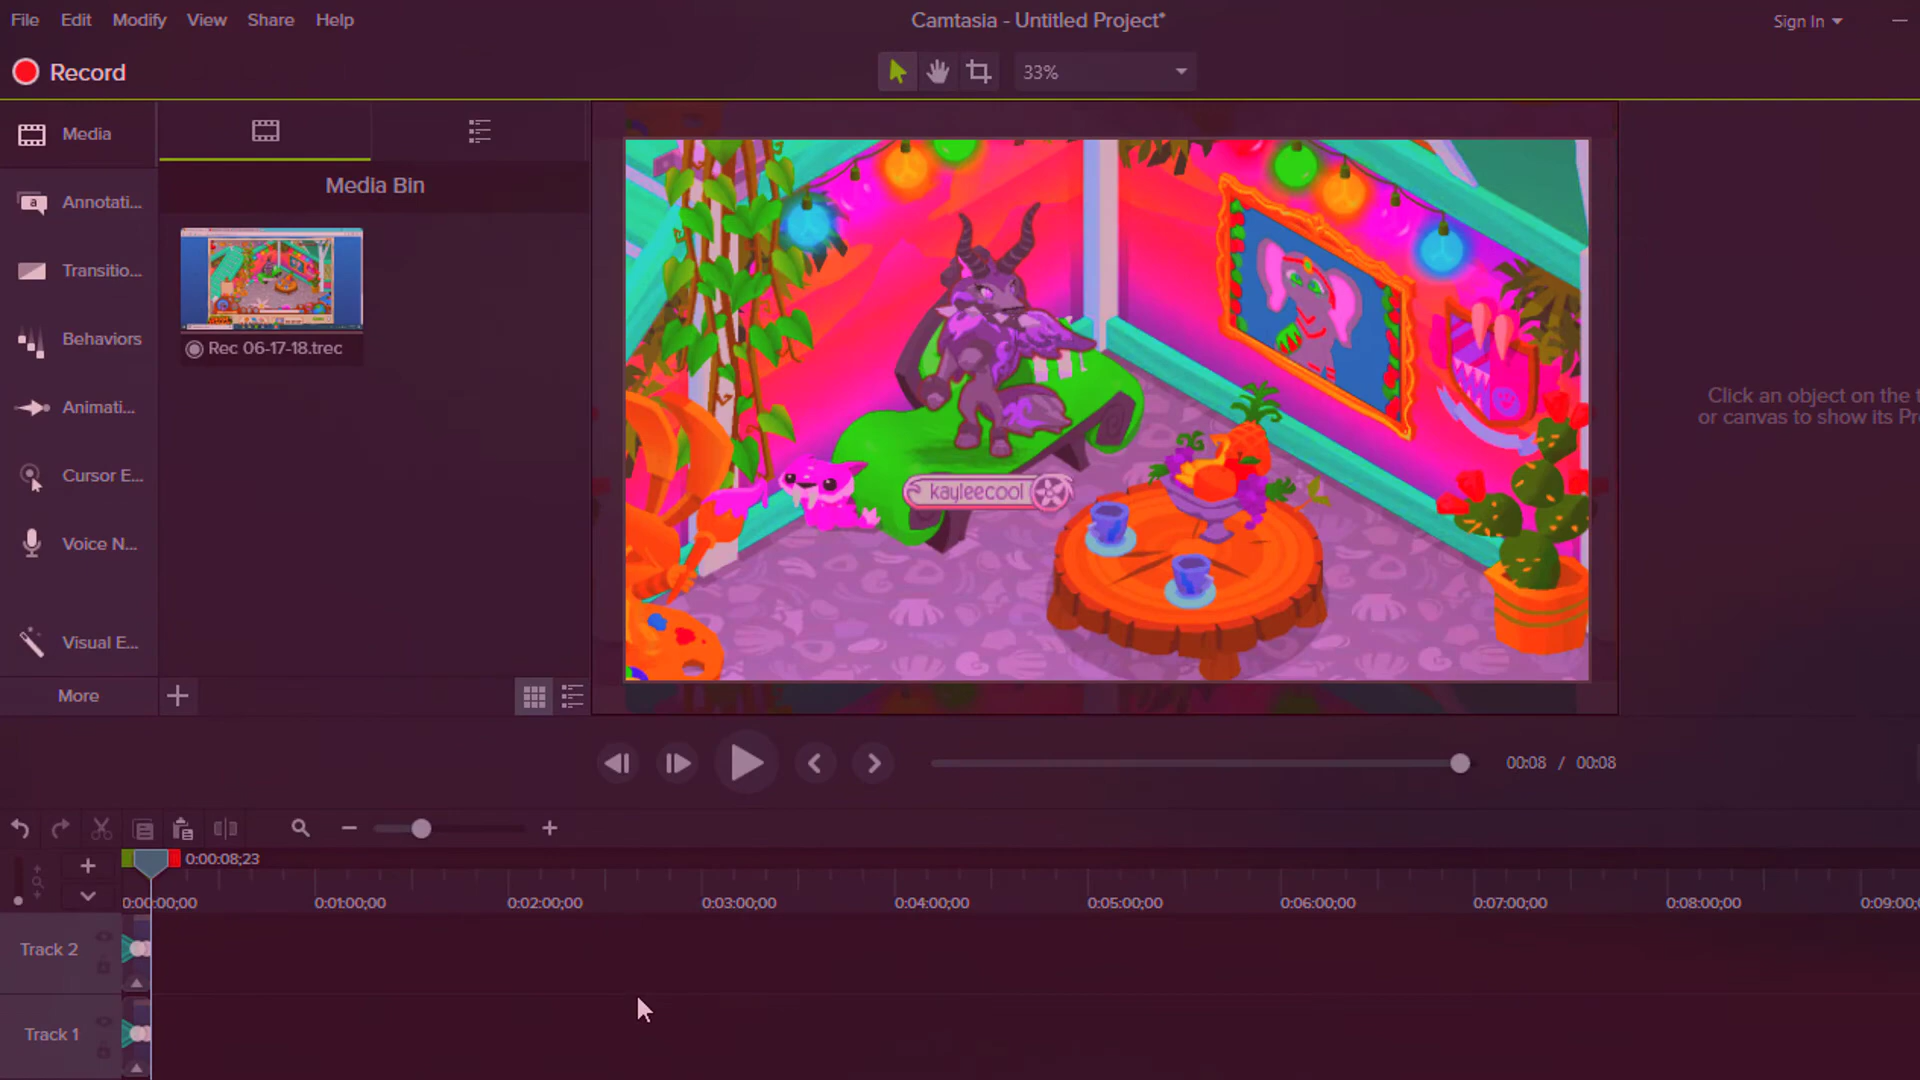 File Edit Modify View Share Help
Camtasia - Untitled Project*
Sign In
Record
33%
Media
Annotati...
Transitio...
Behaviors
Animati...
Cursor E...
Voice N...
Visual E...
More
Media Bin
Rec 06-17-18.trec
kayleecool
Click an object on the t
or canvas to show its Pr
00:08 / 00:08
0:00:08;23
0:00:00;00 0:01:00;00 0:02:00;00 0:03:00;00 0:04:00;00 0:05:00;00 0:06:00;00 0:07:00;00 0:08:00;00 0:09:00;
Track 2
Track 1